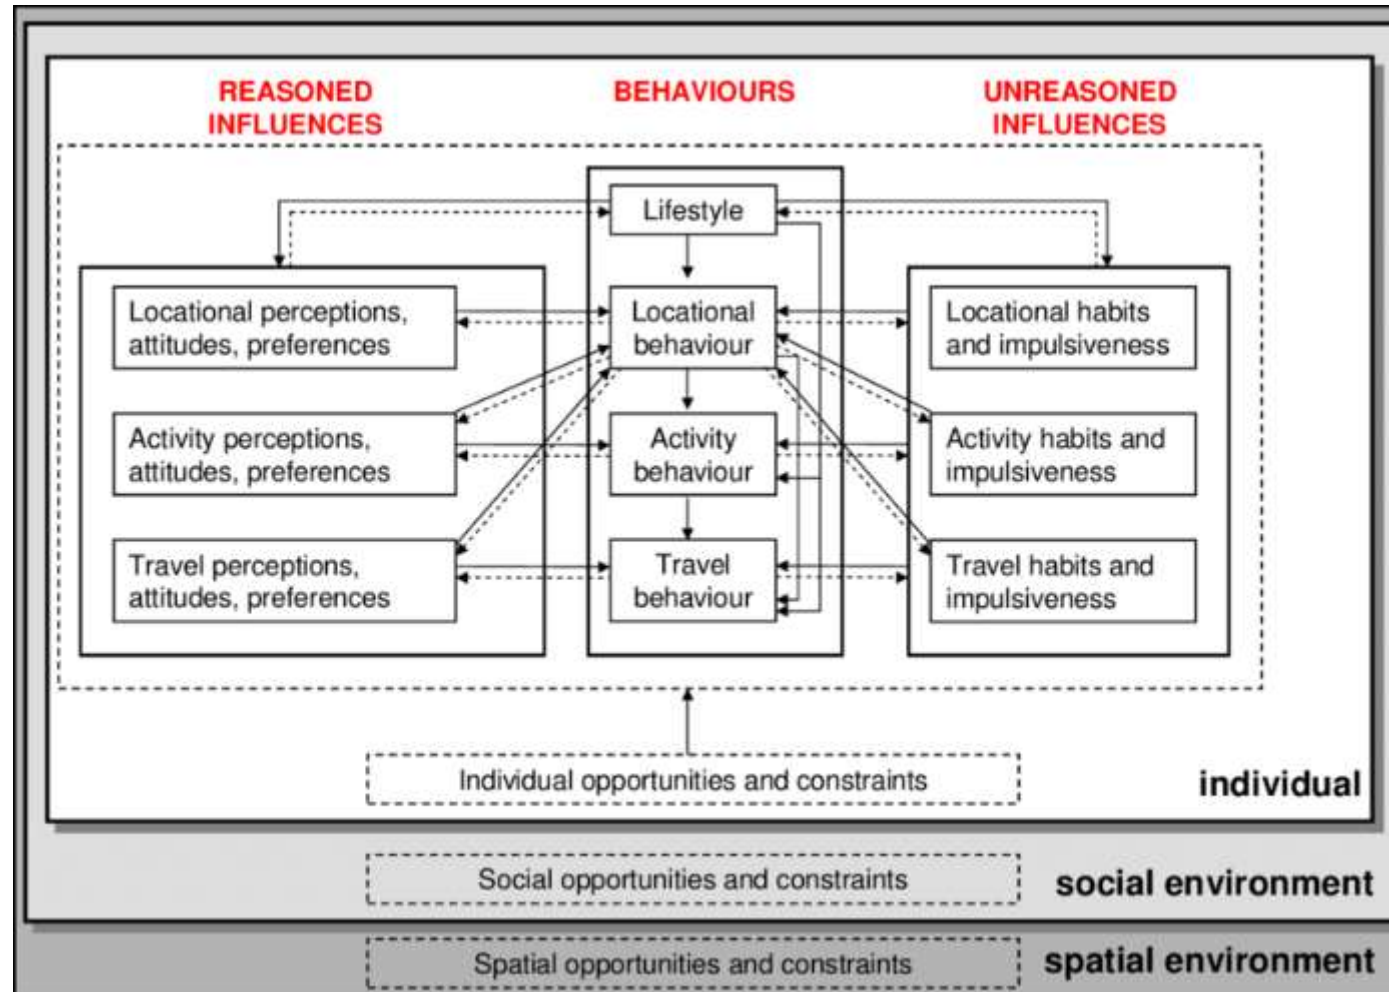 REASONED
INFLUENCES
BEHAVIOURS
UNREASONED
INFLUENCES
Lifestyle
Locational perceptions,
attitudes, preferences
Locational
behaviour
Locational habits
and impulsiveness
Activity perceptions,
attitudes, preferences
Activity
behaviour
Activity habits and
impulsiveness
Travel perceptions,
attitudes, preferences
Travel
behaviour
Travel habits and
impulsiveness
Individual opportunities and constraints
individual
Social opportunities and constraints
social environment
Spatial opportunities and constraints
spatial environment